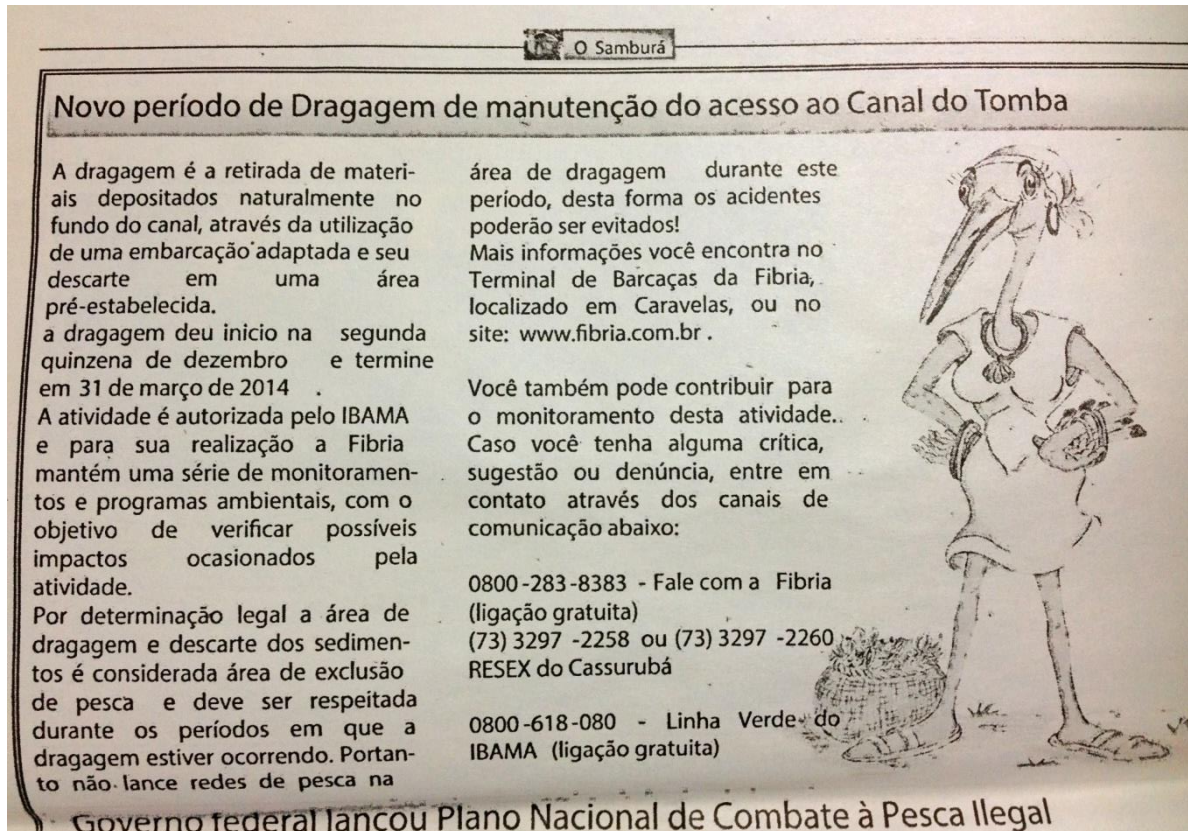 O Samburá
Novo período de Dragagem de manutenção do acesso ao Canal do Tomba
A dragagem é a retirada de materi-
ais depositados naturalmente no
fundo do canal, através da utilização
de uma embarcação adaptada e seu
descarte em uma área
pré-estabelecida.
a dragagem deu inicio na segunda
quinzena de dezembro e termine
em 31 de março de 2014 .
A atividade é autorizada pelo IBAMA
e para sua realização a Fibria
mantém uma série de monitoramen-
tos e programas ambientais, com o
objetivo de verificar possíveis
impactos ocasionados pela
atividade.
Por determinação legal a área de
dragagem e descarte dos sedimen-
tos é considerada área de exclusão
de pesca e deve ser respeitada
durante os períodos em que a
dragagem estiver ocorrendo. Portan-
to não lance redes de pesca na
área de dragagem durante este
período, desta forma os acidentes
poderão ser evitados!
Mais informações você encontra no
Terminal de Barcaças da Fibria,
localizado em Caravelas, ou no
site: www.fibria.com.br .
Você também pode contribuir para
o monitoramento desta atividade..
Caso você tenha alguma crítica,
sugestão ou denúncia, entre em
contato através dos canais de
comunicação abaixo:
0800-283-8383 - Fale com a Fibria
(ligação gratuita)
(73) 3297 -2258 ou (73) 3297 -2260
RESEX do Cassurubá
0800-618-080 - Linha Verde do
IBAMA (ligação gratuita)
Governo federal lançou Plano Nacional de Combate à Pesca Ilegal